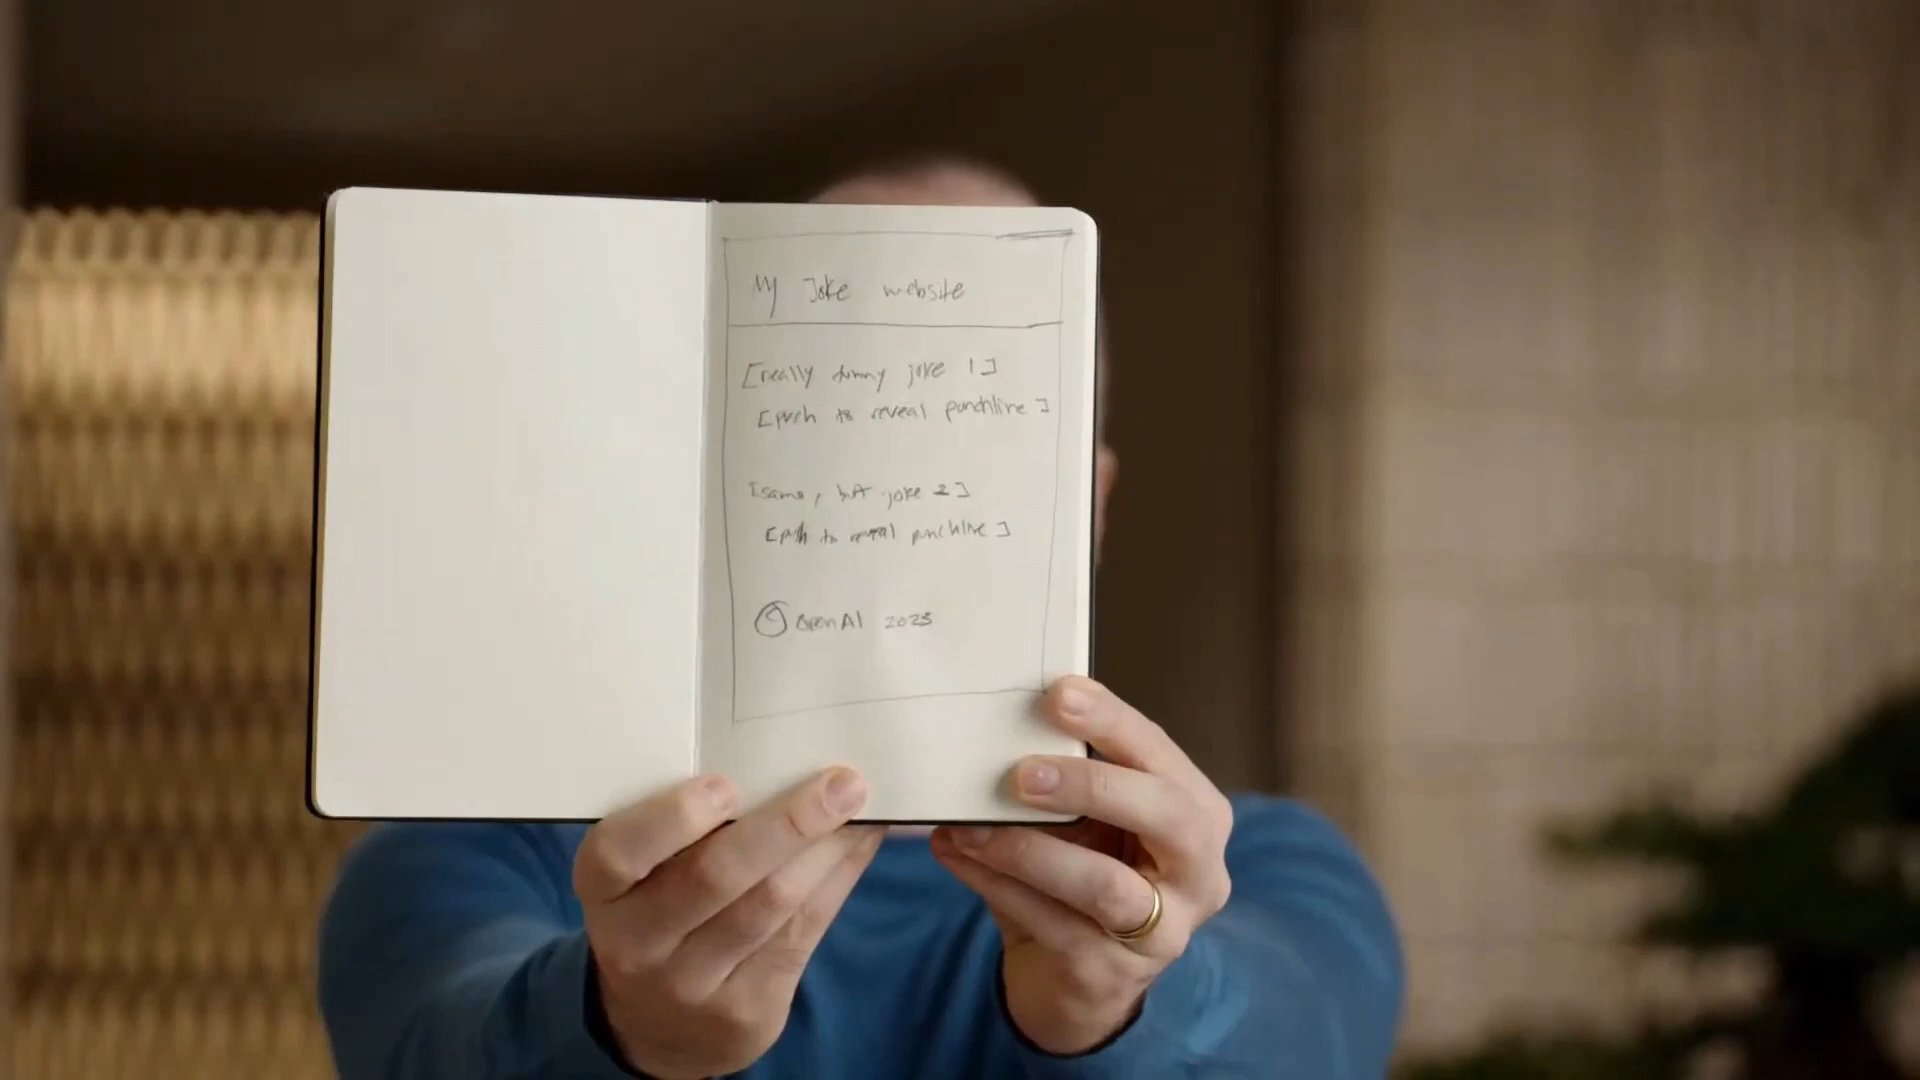 My Joke website
[really funny joke 1]
[push to reveal punchline]
[same, but joke 2]
[push to reveal punchline]
OpenAI 2023